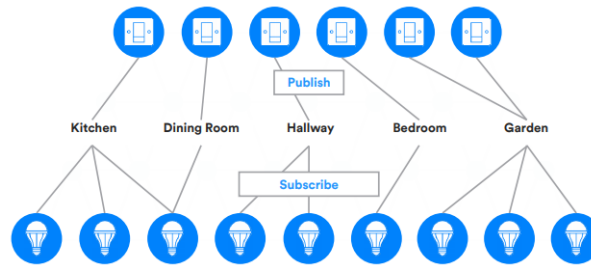 Publish
Kitchen
Dining Room
Hallway
Bedroom
Garden
Subscribe